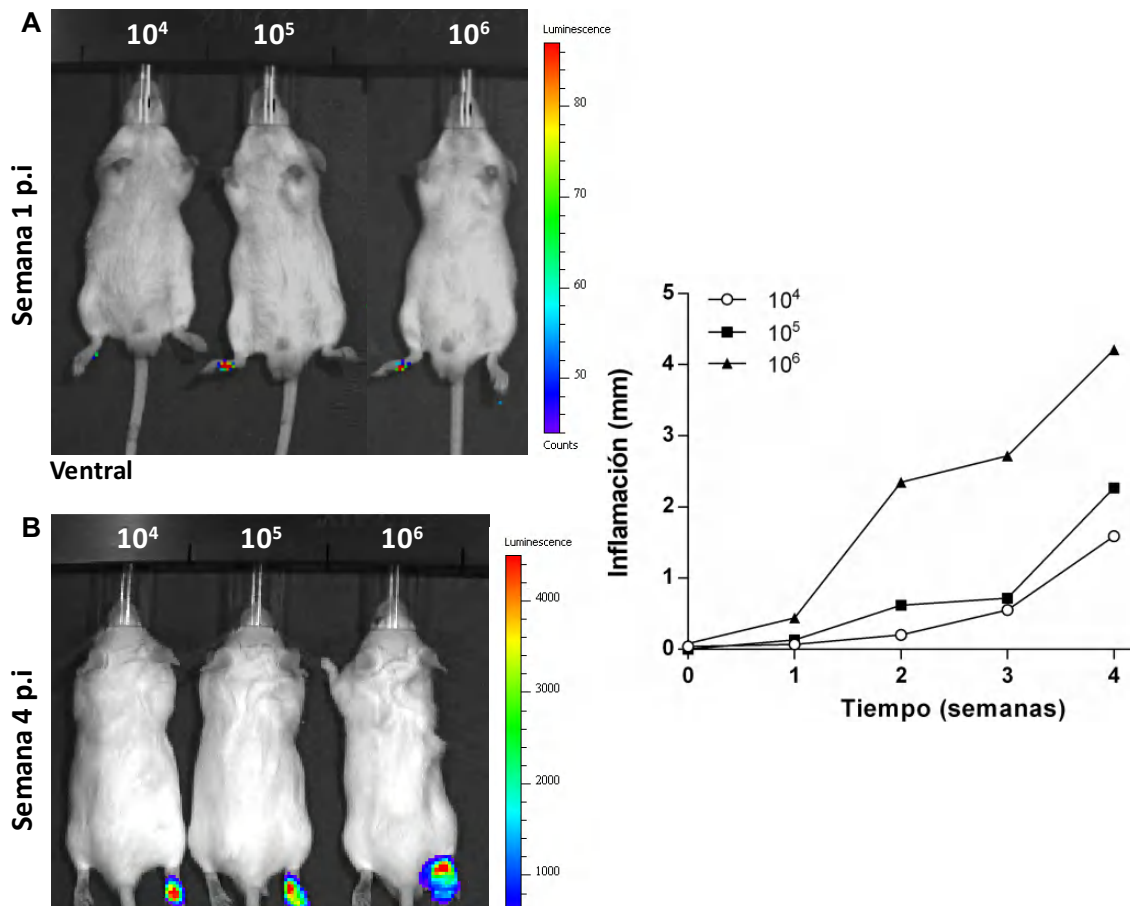 A
10⁴ 10⁵ 10⁶
Luminescence
80
70
60
50
Counts
Semana 1 p.i
Ventral
B
10⁴ 10⁵ 10⁶
Luminescence
4000
3000
2000
1000
Semana 4 p.i
10⁴
10⁵
10⁶
Inflamación (mm)
5
4
3
2
1
0
0 1 2 3 4
Tiempo (semanas)